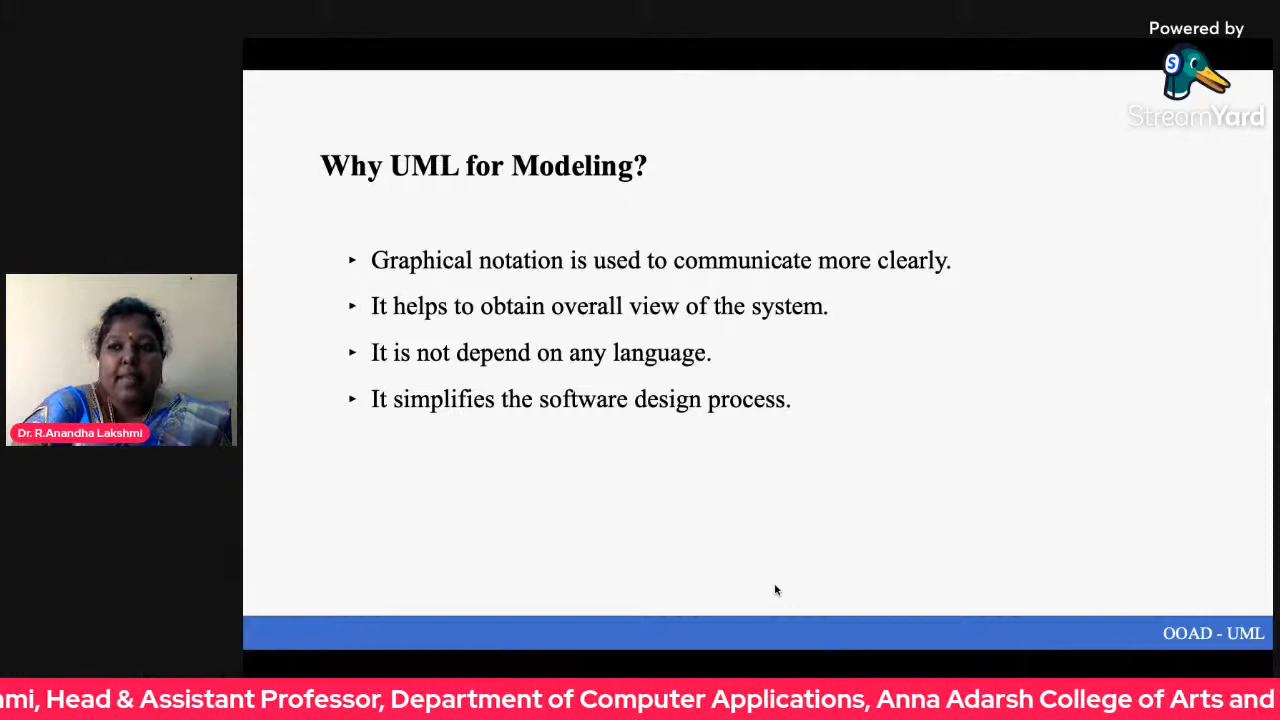 Powered by
StreamYard
Why UML for Modeling?
‣ Graphical notation is used to communicate more clearly.
‣ It helps to obtain overall view of the system.
‣ It is not depend on any language.
‣ It simplifies the software design process.
Dr. R.Anandha Lakshmi
OOAD - UML
mi, Head & Assistant Professor, Department of Computer Applications, Anna Adarsh College of Arts and